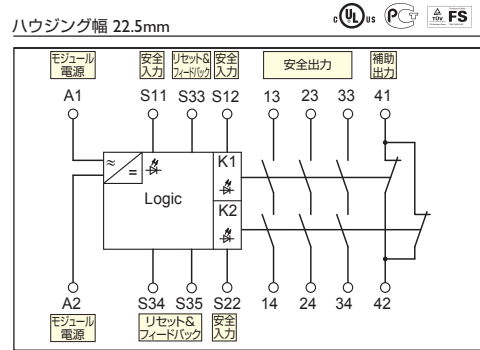 ハウジング幅 22.5mm
c UL us PCT TÜV FS
モジュール 電源
安全 入力
リセット& フィードバック
安全 入力
安全出力
補助 出力
A1 S11 S33 S12 13 23 33 41
≈
=
K1
Logic
K2
A2 S34 S35 S22 14 24 34 42
モジュール 電源
リセット& フィードバック
安全 入力